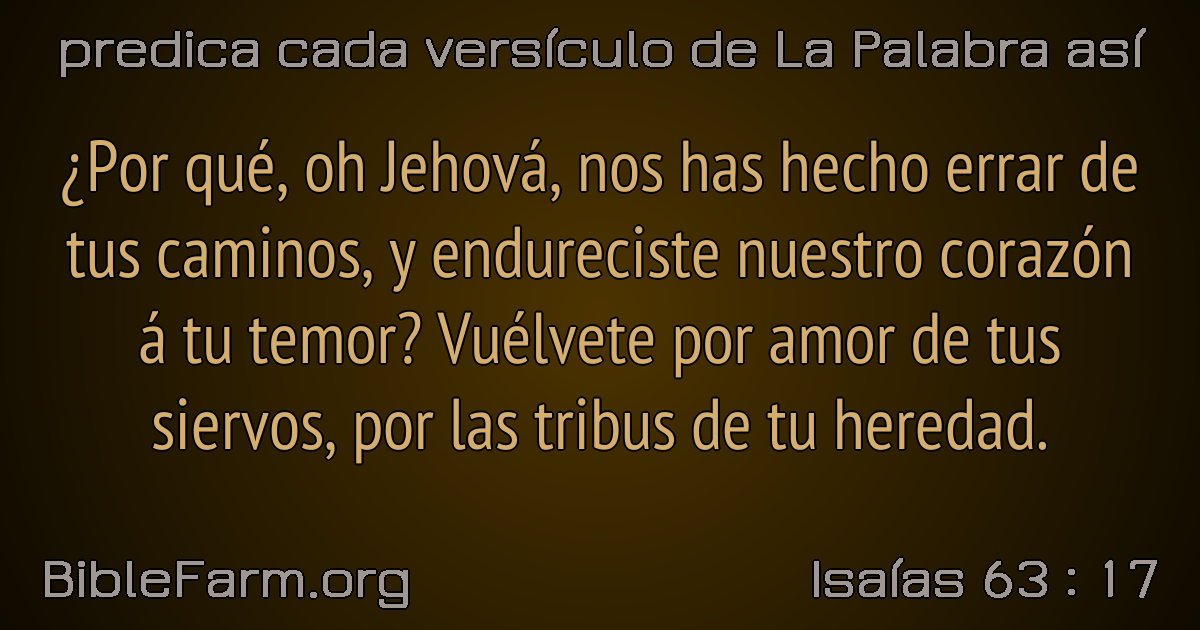 predica cada versículo de La Palabra así
¿Por qué, oh Jehová, nos has hecho errar de
tus caminos, y endureciste nuestro corazón
á tu temor? Vuélvete por amor de tus
siervos, por las tribus de tu heredad.
BibleFarm.org
Isaías 63 : 17